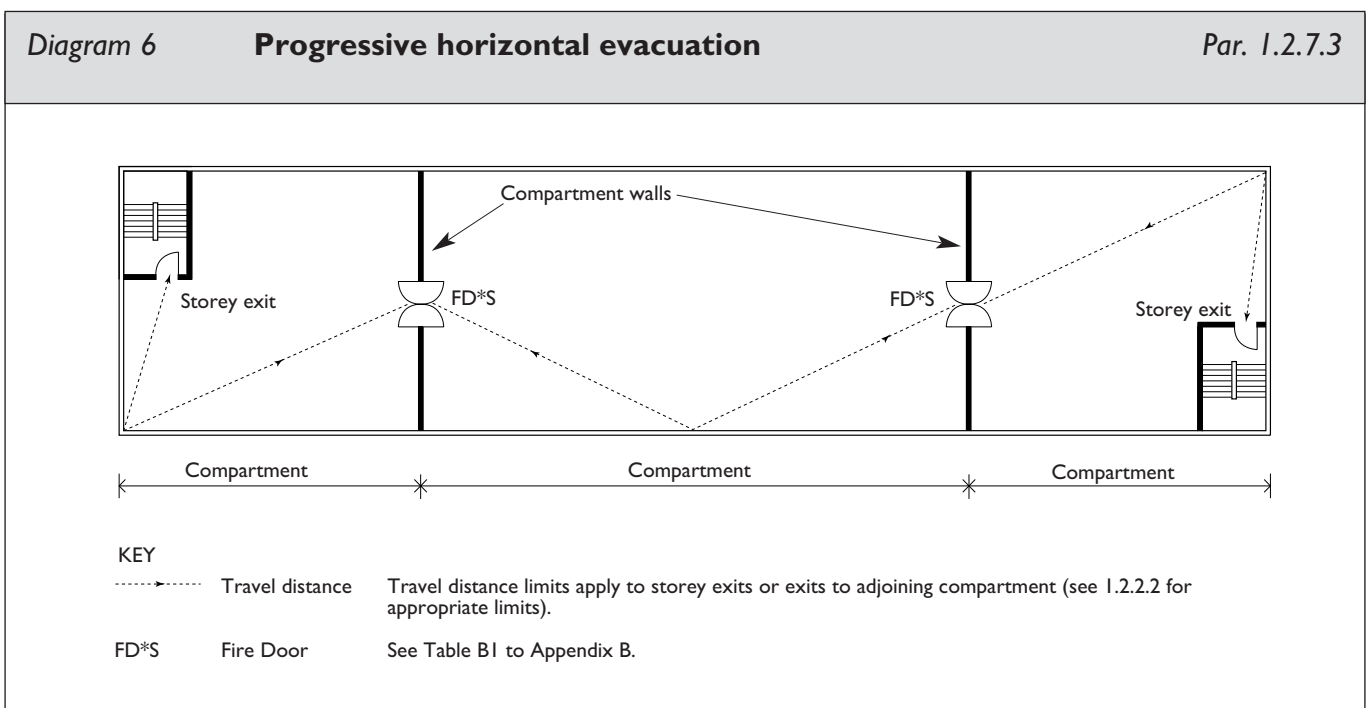 Diagram 6 Progressive horizontal evacuation Par. 1.2.7.3
Compartment walls
Storey exit
FD*S
FD*S
Storey exit
Compartment
Compartment
Compartment
KEY
Travel distance Travel distance limits apply to storey exits or exits to adjoining compartment (see 1.2.2.2 for
appropriate limits).
FD*S Fire Door See Table B1 to Appendix B.